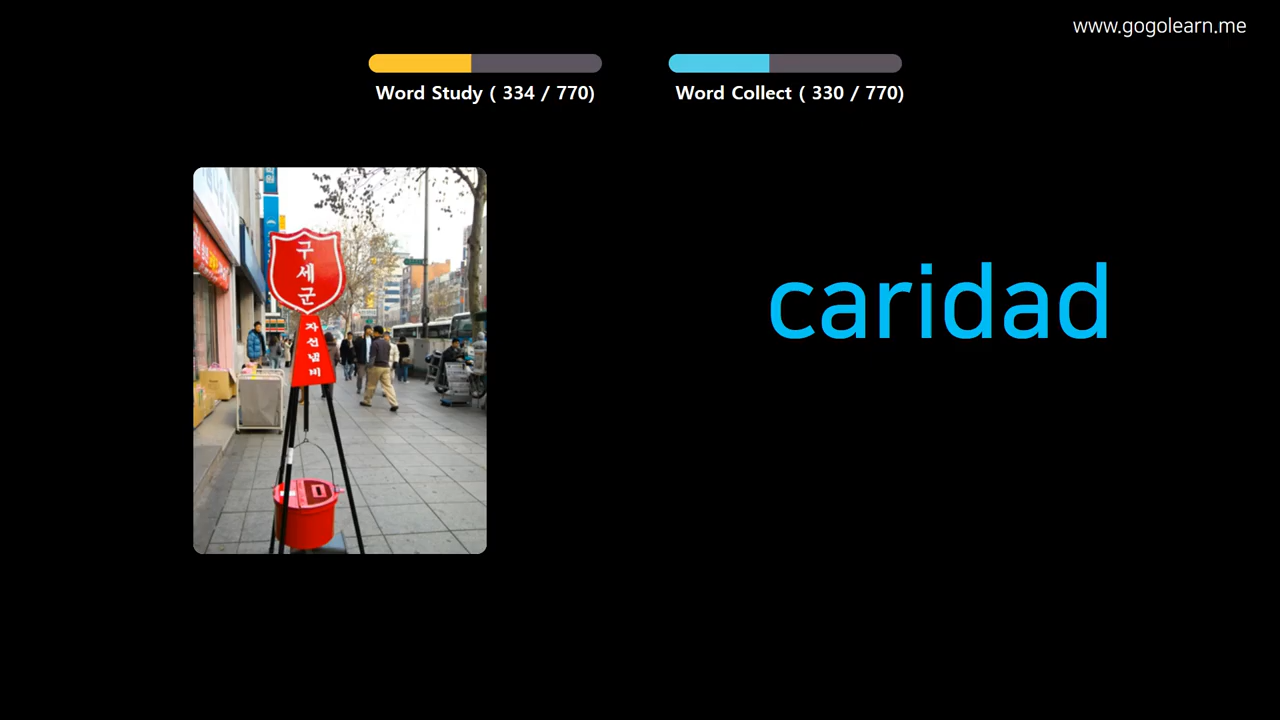 www.gogolearn.me
Word Study ( 334 / 770)
Word Collect ( 330 / 770)
구세군
자선냄비
caridad